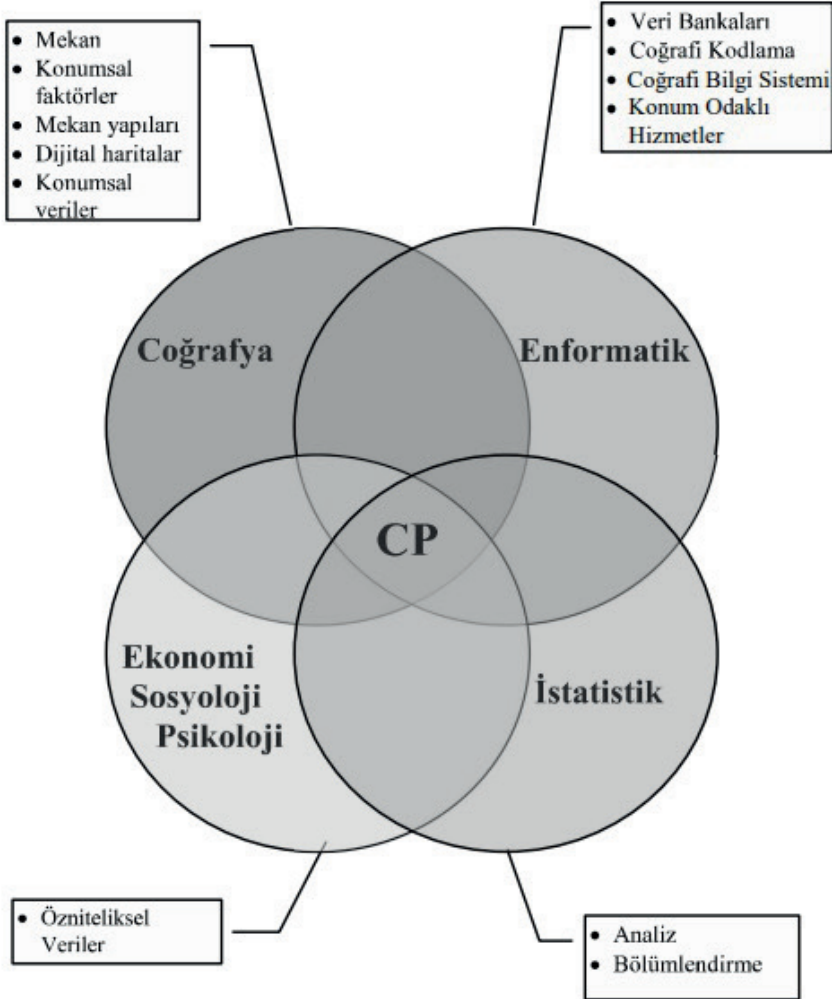 • Mekan
• Konumsal
faktörler
• Mekan yapıları
• Dijital haritalar
• Konumsal
veriler
• Veri Bankaları
• Coğrafi Kodlama
• Coğrafi Bilgi Sistemi
• Konum Odaklı
Hizmetler
Coğrafya
Enformatik
CP
Ekonomi
Sosyoloji
Psikoloji
İstatistik
• Özniteliksel
Veriler
• Analiz
• Bölümlendirme